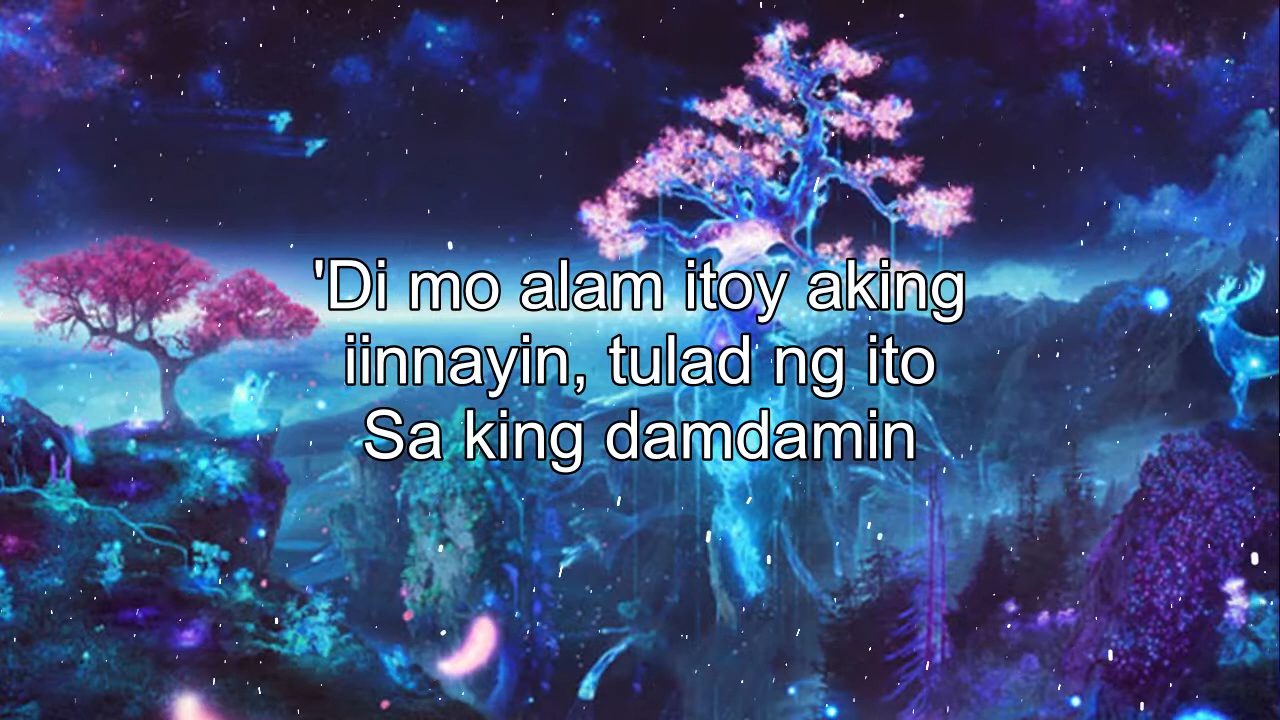 'Di mo alam itoy aking
iinnayin, tulad ng ito
Sa king damdamin